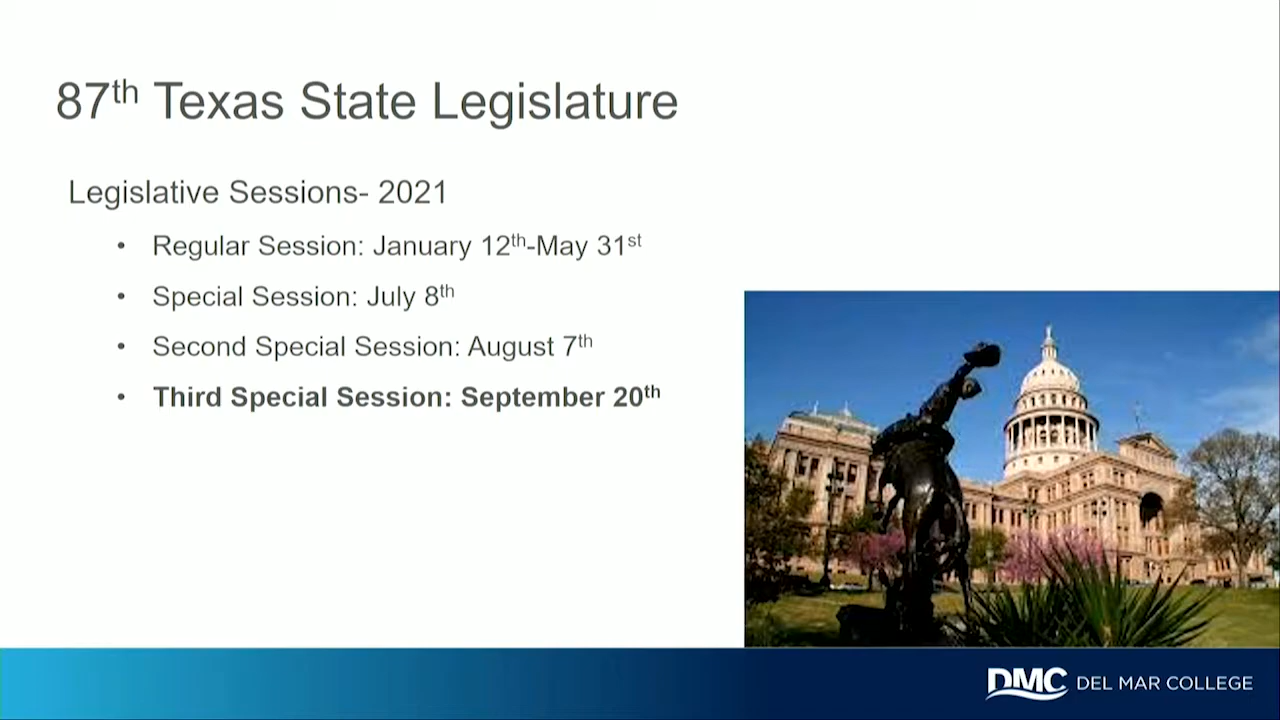 87th Texas State Legislature
Legislative Sessions- 2021
• Regular Session: January 12th-May 31st
• Special Session: July 8th
• Second Special Session: August 7th
• Third Special Session: September 20th
DMC DEL MAR COLLEGE